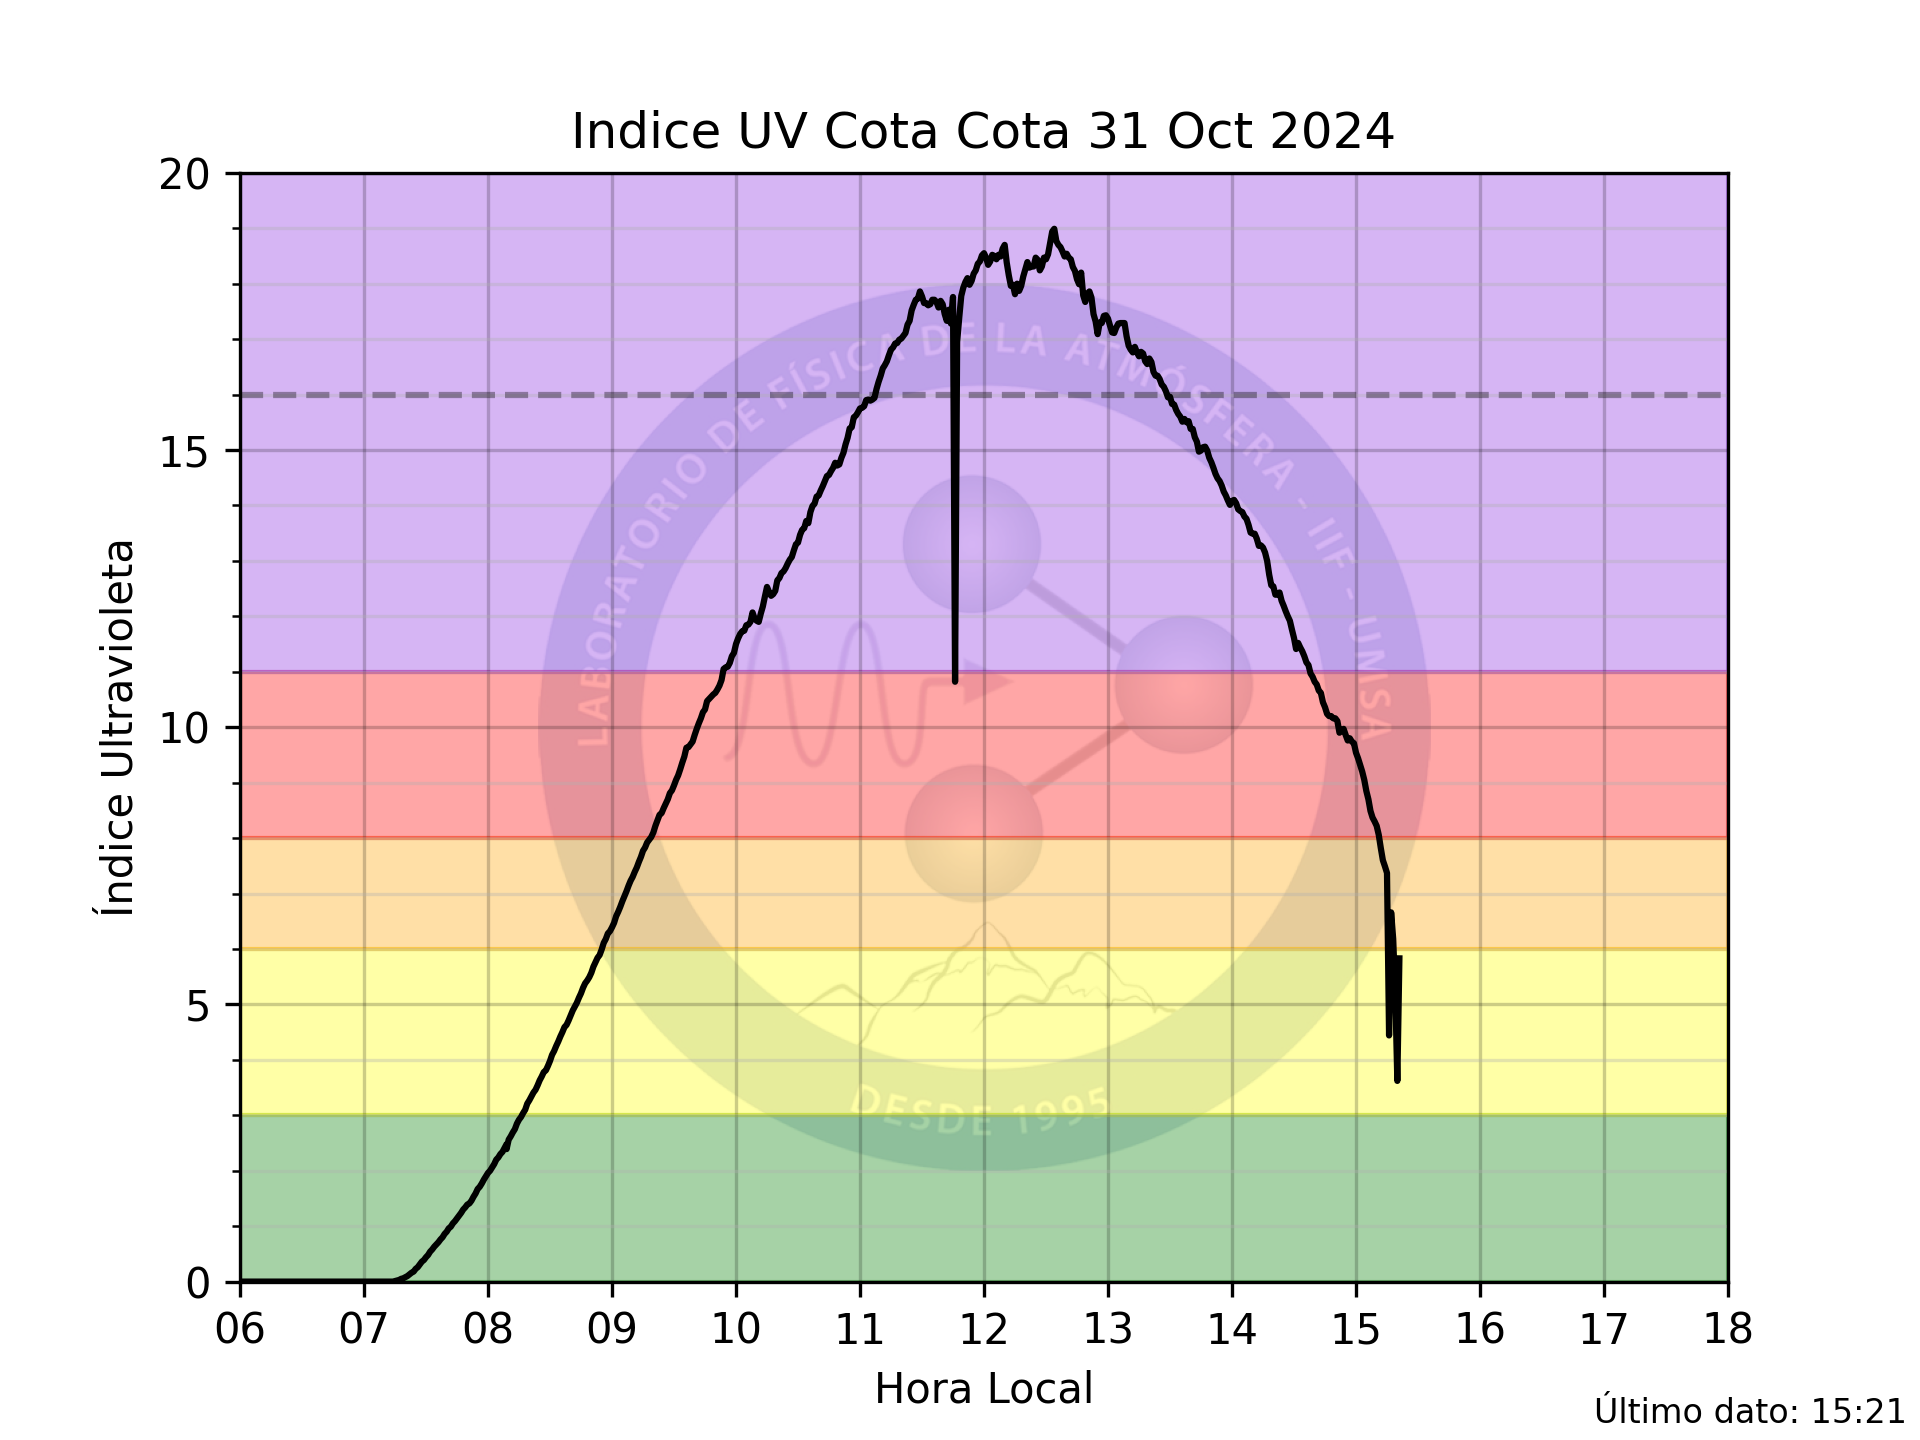 Indice UV Cota Cota 31 Oct 2024
20
15
10
5
0
Índice Ultravioleta
LABORATORIO DE FÍSICA DE LA ATMÓSFERA - IIF - UMSA
DESDE 1995
06 07 08 09 10 11 12 13 14 15 16 17 18
Hora Local
Último dato: 15:21